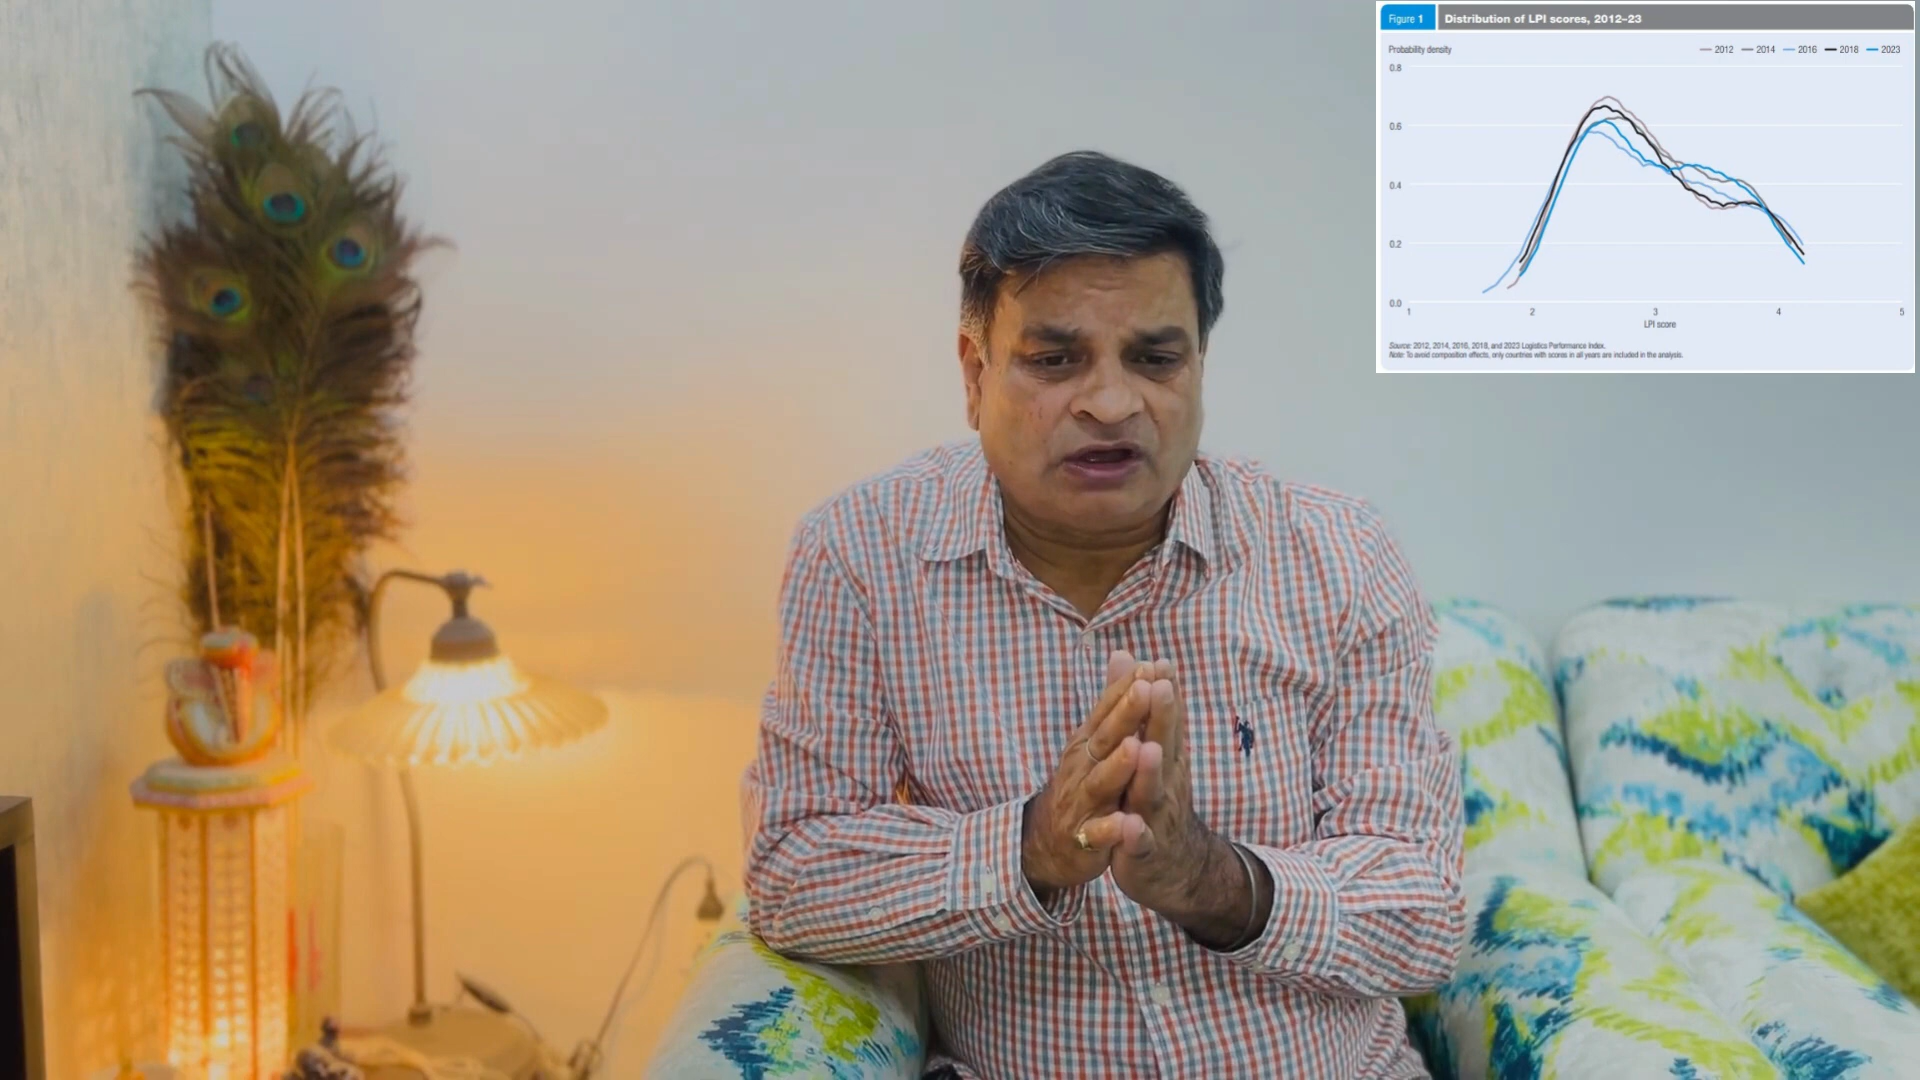 Figure 1 Distribution of LPI scores, 2012–23
Probability density
2012 2014 2016 2018 2023
0.8
0.6
0.4
0.2
0.0
1 2 3 4 5
LPI score
Source: 2012, 2014, 2016, 2018, and 2023 Logistics Performance Index.
Note: To avoid composition effects, only countries with scores in all years are included in the analysis.